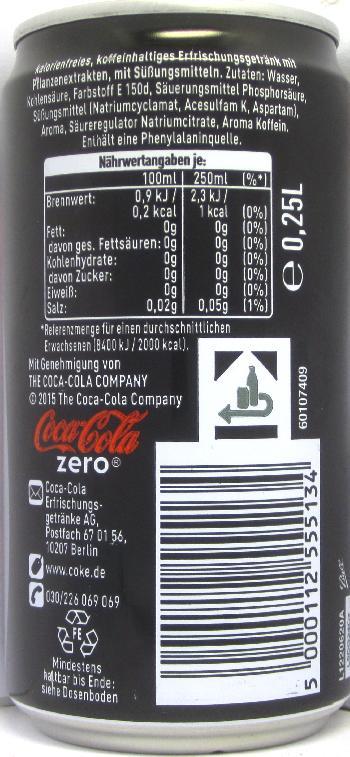 Kalorienfreies, koffeinhaltiges Erfrischungsgetränk mit
Pflanzenextrakten, mit Süßungsmitteln. Zutaten: Wasser,
Kohlensäure, Farbstoff E 150d, Säuerungsmittel Phosphorsäure,
Süßungsmittel (Natriumcyclamat, Acesulfam K, Aspartam),
Aroma, Säureregulator Natriumcitrate, Aroma Koffein.
Enthält eine Phenylalaninquelle.
Nährwertangaben je:
100ml 250ml (%*)
Brennwert: 0,9 kJ / 2,3 kJ /
0,2 kcal 1 kcal (0%)
Fett: 0g 0g (0%)
davon ges. Fettsäuren: 0g 0g (0%)
Kohlenhydrate: 0g 0g (0%)
davon Zucker: 0g 0g (0%)
Eiweiß: 0g 0g (0%)
Salz: 0,02g 0,05g (1%)
*Referenzmenge für einen durchschnittlichen
Erwachsenen (8400 kJ / 2000 kcal).
e 0,25L
Mit Genehmigung von
THE COCA-COLA COMPANY
© 2015 The Coca-Cola Company
Coca-Cola
zero®
60107409
Coca-Cola
Erfrischungs-
getränke AG,
Postfach 67 01 56,
10207 Berlin
www.coke.de
030/226 069 069
FE
Mindestens
haltbar bis Ende:
siehe Dosenboden
5 000112 555134
L1220620A